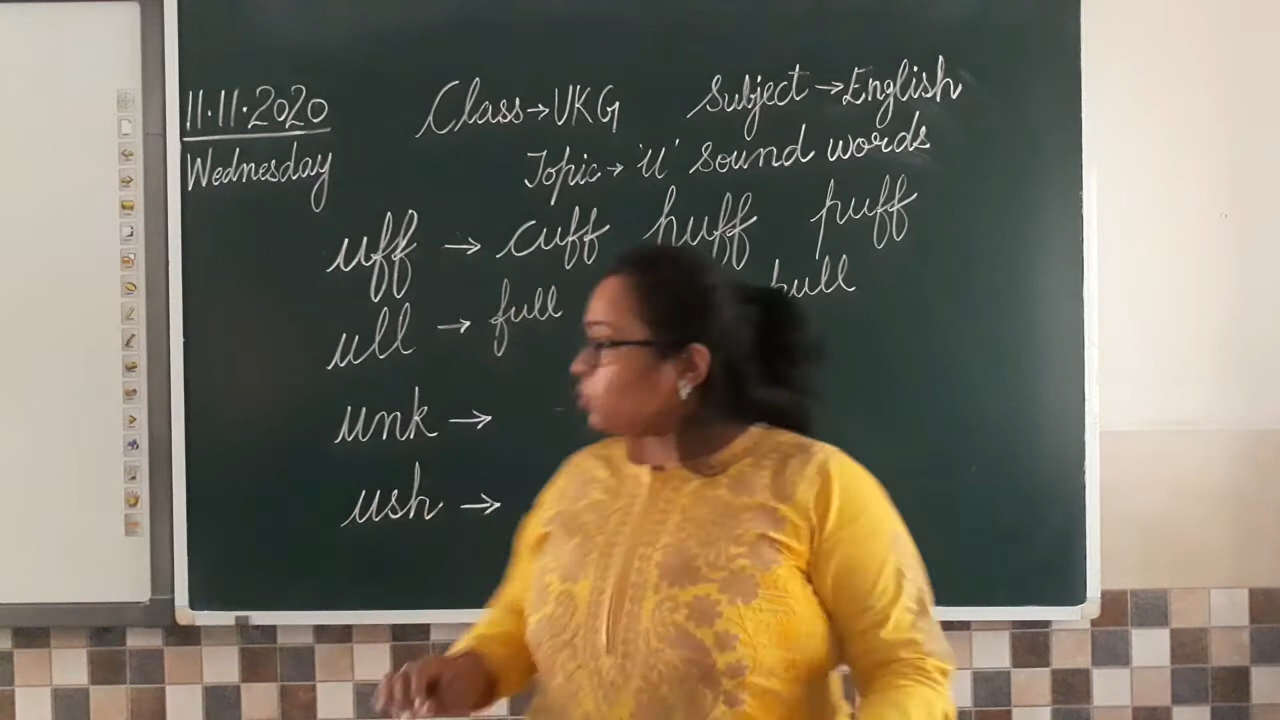 11.11.2020 Class→UKG Subject→English
Wednesday Topic→'u' sound words
uff → cuff huff puff
ull → full
unk →
ush →